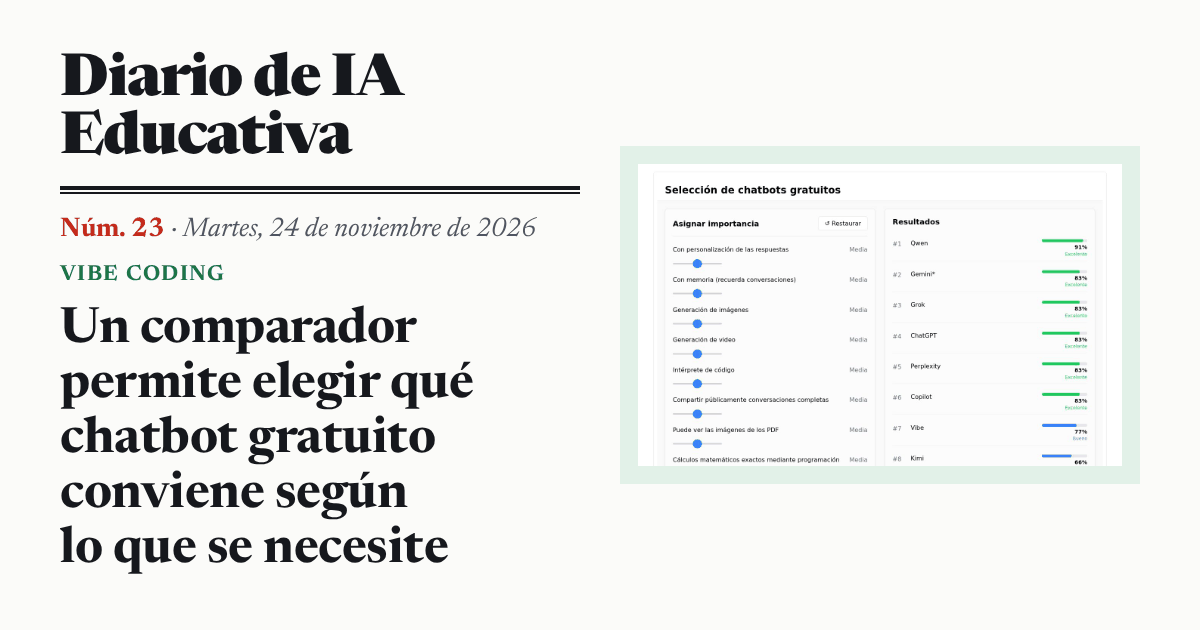 Diario de IA
Educativa
Núm. 23 · Martes, 24 de noviembre de 2026
VIBE CODING
Un comparador
permite elegir qué
chatbot gratuito
conviene según
lo que se necesite
Selección de chatbots gratuitos
Asignar importancia
↺ Restaurar
Con personalización de las respuestas Media
Con memoria (recuerda conversaciones) Media
Generación de imágenes Media
Generación de video Media
Intérprete de código Media
Compartir públicamente conversaciones completas Media
Puede ver las imágenes de los PDF Media
Cálculos matemáticos exactos mediante programación Media
Resultados
#1 Qwen
91%
Excelente
#2 Gemini*
83%
Excelente
#3 Grok
83%
Excelente
#4 ChatGPT
83%
Excelente
#5 Perplexity
83%
Excelente
#6 Copilot
83%
Excelente
#7 Vibe
77%
Bueno
#8 Kimi
66%